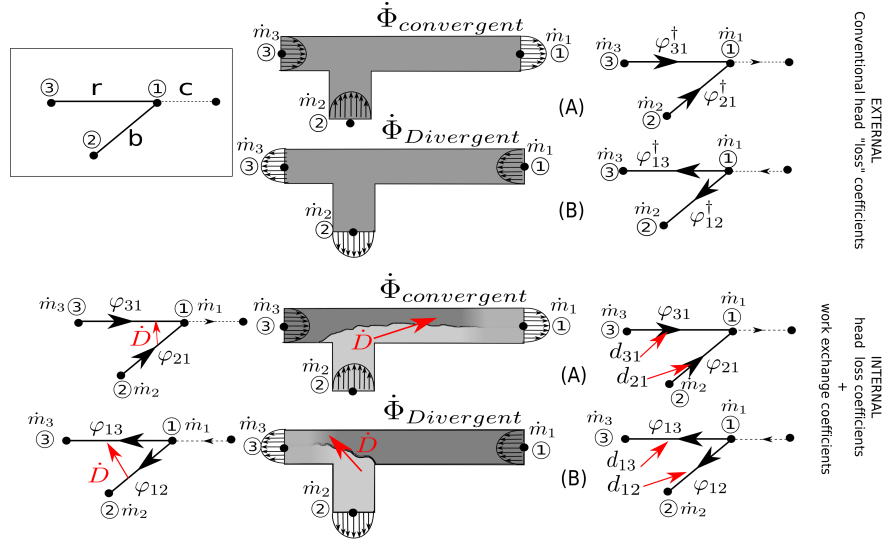 ③ r ① c
② b
Φ̇convergent
ṁ3 ③
ṁ1 ①
ṁ2 ②
(A)
ṁ3 ③ φ†31 ① ṁ1
ṁ2 ② φ†21
Φ̇Divergent
ṁ3 ③
ṁ1 ①
ṁ2 ②
(B)
ṁ3 ③ φ†13 ① ṁ1
ṁ2 ② φ†12
EXTERNAL
Conventional head "loss" coefficients
ṁ3 ③ φ31 ① ṁ1
Ḋ φ21
② ṁ2
Φ̇convergent
ṁ3 ③
ṁ1 ①
Ḋ
ṁ2 ②
(A)
ṁ3 ③ φ31 ① ṁ1
d31 d21 φ21
② ṁ2
ṁ3 ③ φ13 ① ṁ1
Ḋ φ12
② ṁ2
Φ̇Divergent
ṁ3 ③
Ḋ
ṁ1 ①
ṁ2 ②
(B)
ṁ3 ③ φ13 ① ṁ1
d13
d12 φ12
② ṁ2
INTERNAL
head loss coefficients
+
work exchange coefficients